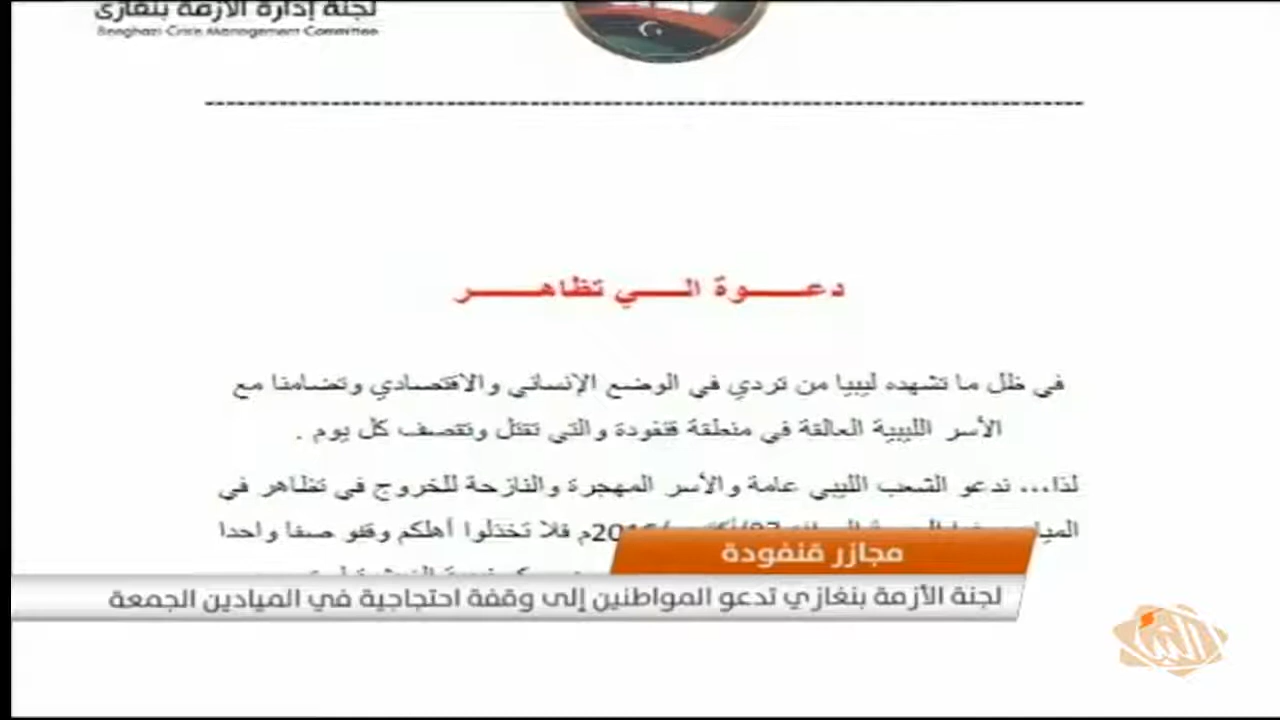 لجنة إدارة الأزمة بنغازى
Benghazi Crisis Management Committee
دعـــــوة الـــي تظاهـــــر
في ظل ما تشهده ليبيا من تردي في الوضع الإنساني والاقتصادي وتضامنا مع
الأسر الليبية العالقة في منطقة قنفودة والتي تقتل وتقصف كل يوم .
لذا... ندعو الشعب الليبي عامة والأسر المهجرة والنازحة للخروج في تظاهر في
فلا تخذلوا أهلكم وقفو صفا واحدا
مجازر قنفودة
لجنة الأزمة بنغازي تدعو المواطنين إلى وقفة احتجاجية في الميادين الجمعة